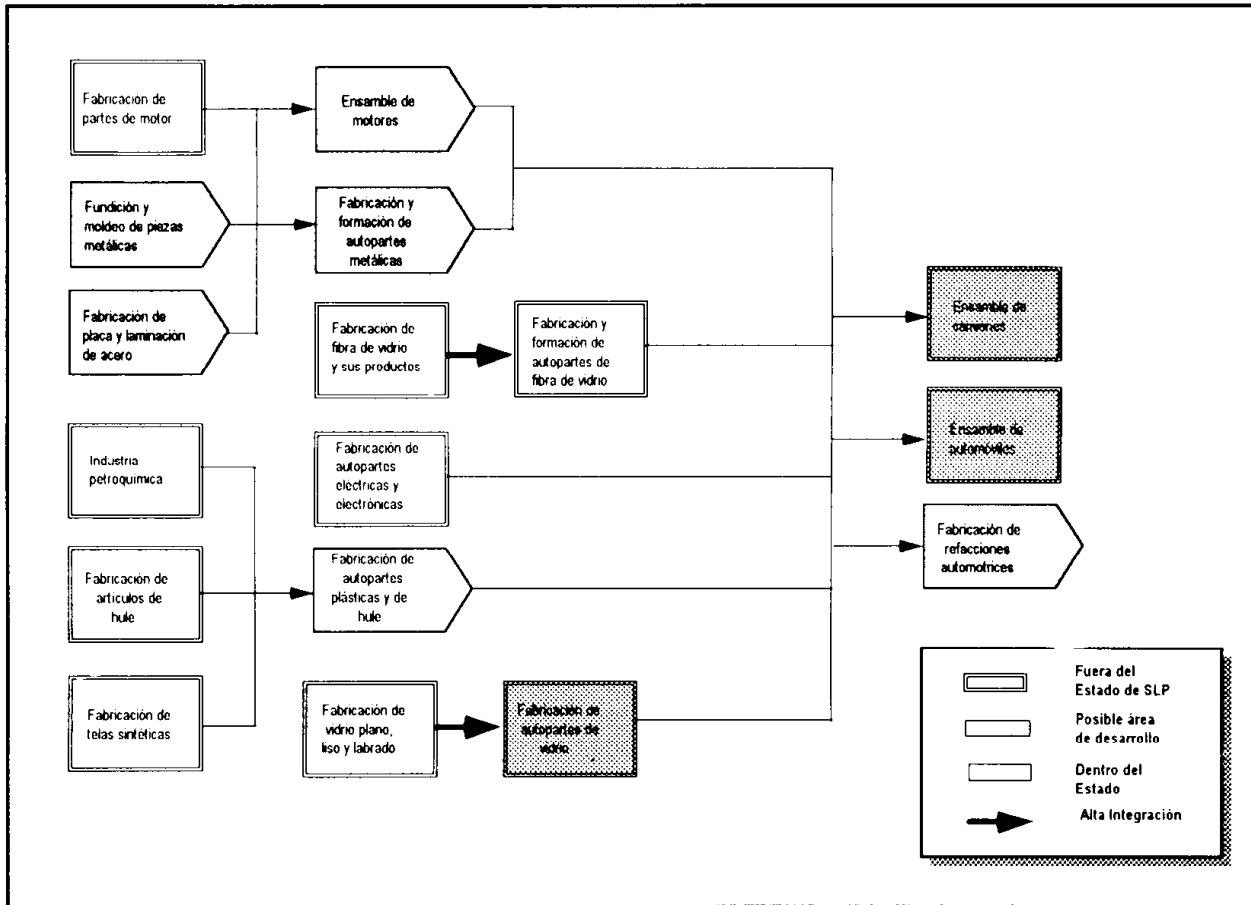 Fabricación de
partes de motor
Ensamble de
motores
Fundición y
moldeo de piezas
metálicas
Fabricación y
formación de
autopartes
metálicas
Fabricación de
placa y laminación
de acero
Fabricación de
fibra de vidrio
y sus productos
Fabricación y
formación de
autopartes de
fibra de vidrio
Ensamble de
camiones
Industria
petroquímica
Fabricación de
autopartes
electricas y
electrónicas
Ensamble de
automóviles
Fabricación de
refacciones
automotrices
Fabricación de
artículos de
hule
Fabricación de
autopartes
plásticas y de
hule
Fabricación de
telas sintéticas
Fabricación de
vidrio plano,
liso y labrado
Fabricación de
autopartes de
vidrio
Fuera del
Estado de SLP
Posible área
de desarrollo
Dentro del
Estado
Alta Integración